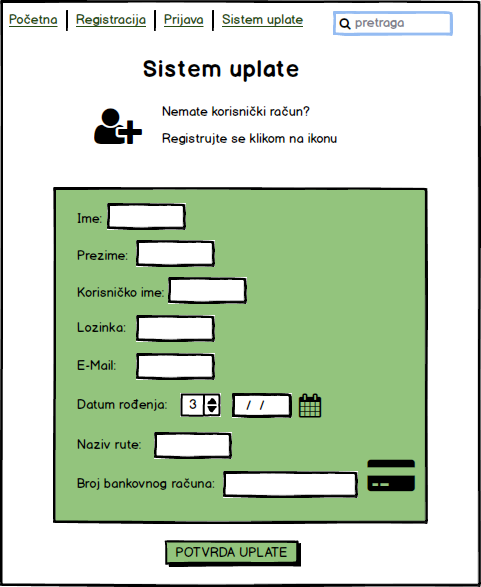 Početna Registracija Prijava Sistem uplate pretraga
Sistem uplate
Nemate korisnički račun?
Registrujte se klikom na ikonu
Ime:
Prezime:
Korisničko ime:
Lozinka:
E-Mail:
Datum rođenja: 3 / /
Naziv rute:
Broj bankovnog računa:
POTVRDA UPLATE